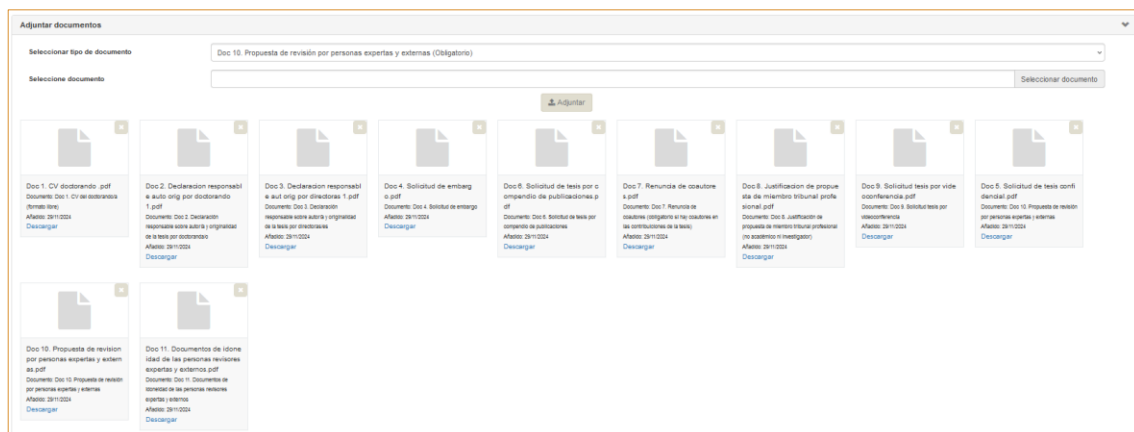 Adjuntar documentos
Seleccionar tipo de documento
Doc 10. Propuesta de revisión por personas expertas y externas (Obligatorio)
Seleccione documento
Seleccionar documento
Adjuntar
Doc 1. CV doctorando .pdf
Documento: Doc 1. CV del doctorando/a
(formato libre)
Añadido: 29/11/2024
Descargar
Doc 2. Declaracion responsabl
e auto orig por doctorando
1.pdf
Documento: Doc 2. Declaración
responsable sobre autoría y originalidad
de la tesis por doctorando/a
Añadido: 29/11/2024
Descargar
Doc 3. Declaracion responsabl
e aut orig por directores 1.pdf
Documento: Doc 3. Declaración
responsable sobre autoría y originalidad
de la tesis por directoras/es
Añadido: 29/11/2024
Descargar
Doc 4. Solicitud de embarg
o.pdf
Documento: Doc 4. Solicitud de embargo
Añadido: 29/11/2024
Descargar
Doc 6. Solicitud de tesis por c
ompendio de publicaciones.p
df
Documento: Doc 6. Solicitud de tesis por
compendio de publicaciones
Añadido: 29/11/2024
Descargar
Doc 7. Renuncia de coautore
s.pdf
Documento: Doc 7. Renuncia de
coautores (obligatorio si hay coautores en
las contribuciones de la tesis)
Añadido: 29/11/2024
Descargar
Doc 8. Justificacion de propue
sta de miembro tribunal profe
sional.pdf
Documento: Doc 8. Justificación de
propuesta de miembro tribunal profesional
(no académico ni investigador)
Añadido: 29/11/2024
Descargar
Doc 9. Solicitud tesis por vide
oconferencia.pdf
Documento: Doc 9. Solicitud tesis por
videoconferencia
Añadido: 29/11/2024
Descargar
Doc 5. Solicitud de tesis confi
dencial.pdf
Documento: Doc 10. Propuesta de revisión
por personas expertas y externas
Añadido: 29/11/2024
Descargar
Doc 10. Propuesta de revision
por personas expertas y extern
as.pdf
Documento: Doc 10. Propuesta de revisión
por personas expertas y externas
Añadido: 29/11/2024
Descargar
Doc 11. Documentos de idone
idad de las personas revisores
expertas y externos.pdf
Documento: Doc 11. Documentos de
idoneidad de las personas revisores
expertas y externos
Añadido: 29/11/2024
Descargar